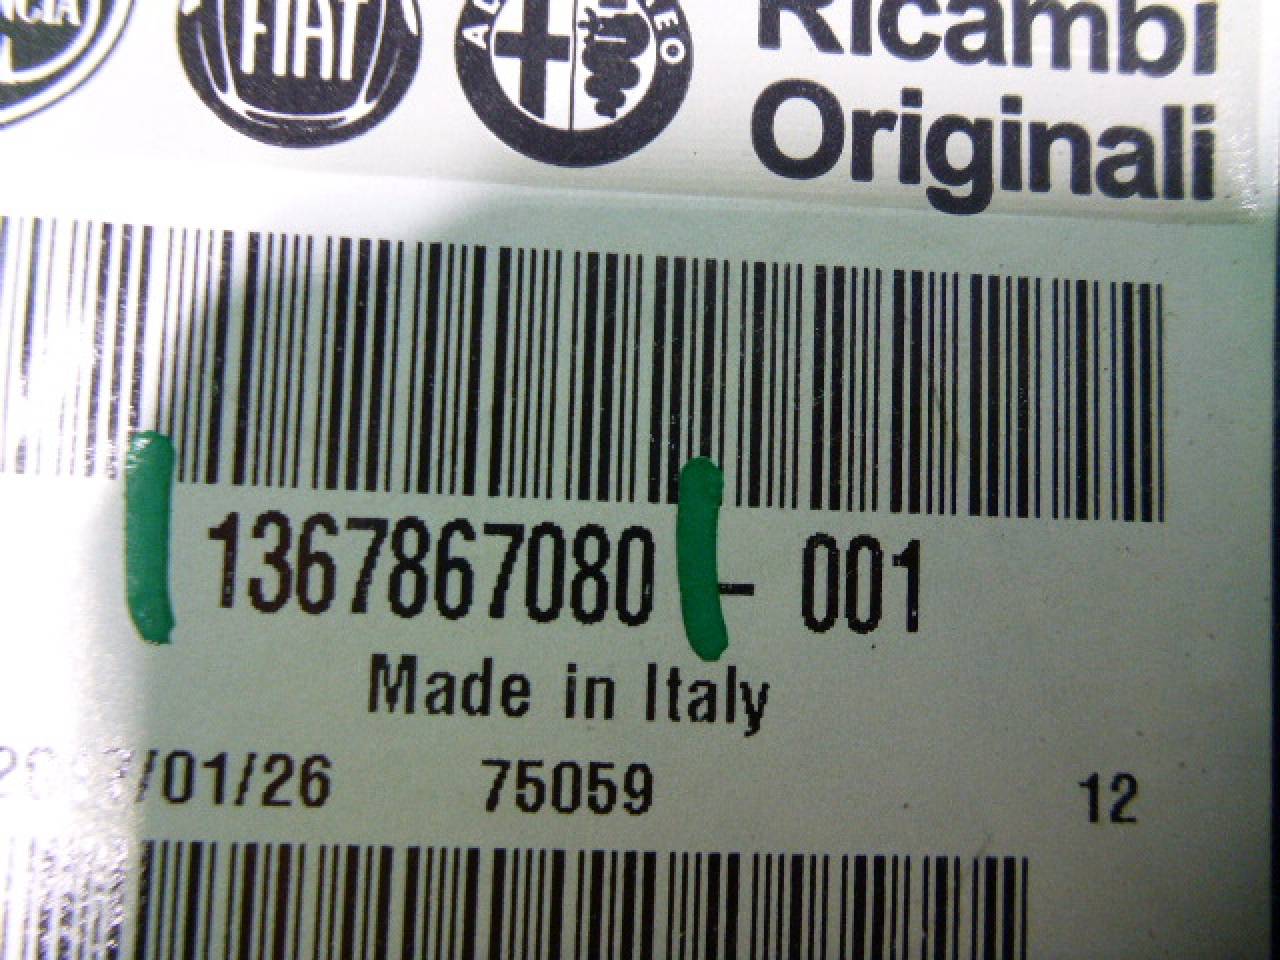 FIAT
Ricambi
Originali
1367867080 - 001
Made in Italy
/01/26 75059 12